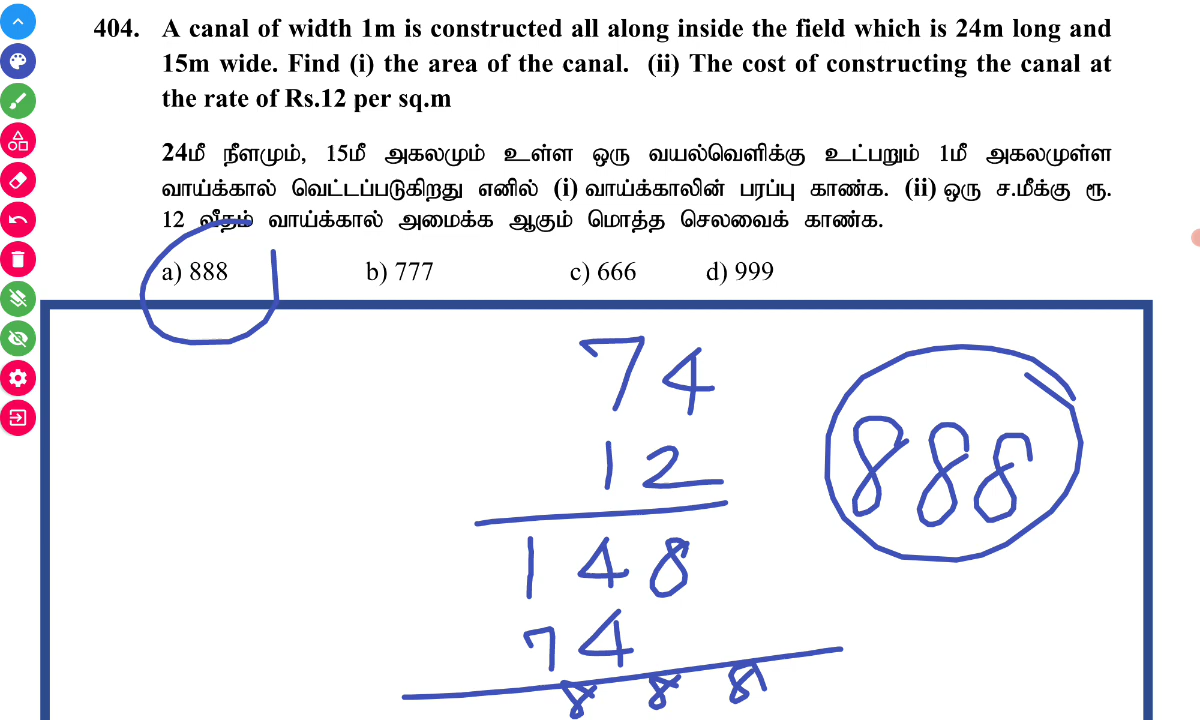 404. A canal of width 1m is constructed all along inside the field which is 24m long and
15m wide. Find (i) the area of the canal. (ii) The cost of constructing the canal at
the rate of Rs.12 per sq.m
24மீ நீளமும், 15மீ அகலமும் உள்ள ஒரு வயல்வெளிக்கு உட்பறும் 1மீ அகலமுள்ள
வாய்க்கால் வெட்டப்படுகிறது எனில் (i) வாய்க்காலின் பரப்பு காண்க. (ii) ஒரு ச.மீக்கு ரூ.
12 வீதம் வாய்க்கால் அமைக்க ஆகும் மொத்த செலவைக் காண்க.
a) 888 b) 777 c) 666 d) 999
74
12
148
74
888
888